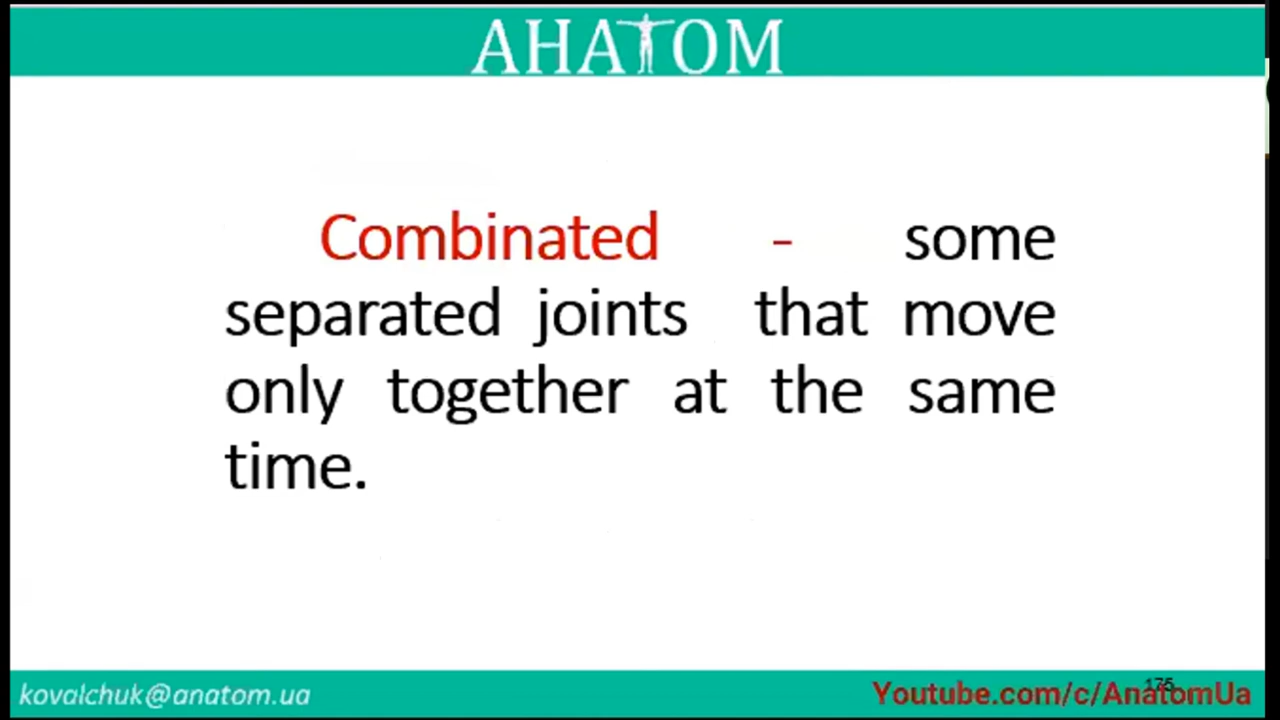 АНАТОМ
Combinated - some
separated joints that move
only together at the same
time.
kovalchuk@anatom.ua
175
Youtube.com/c/AnatomUa